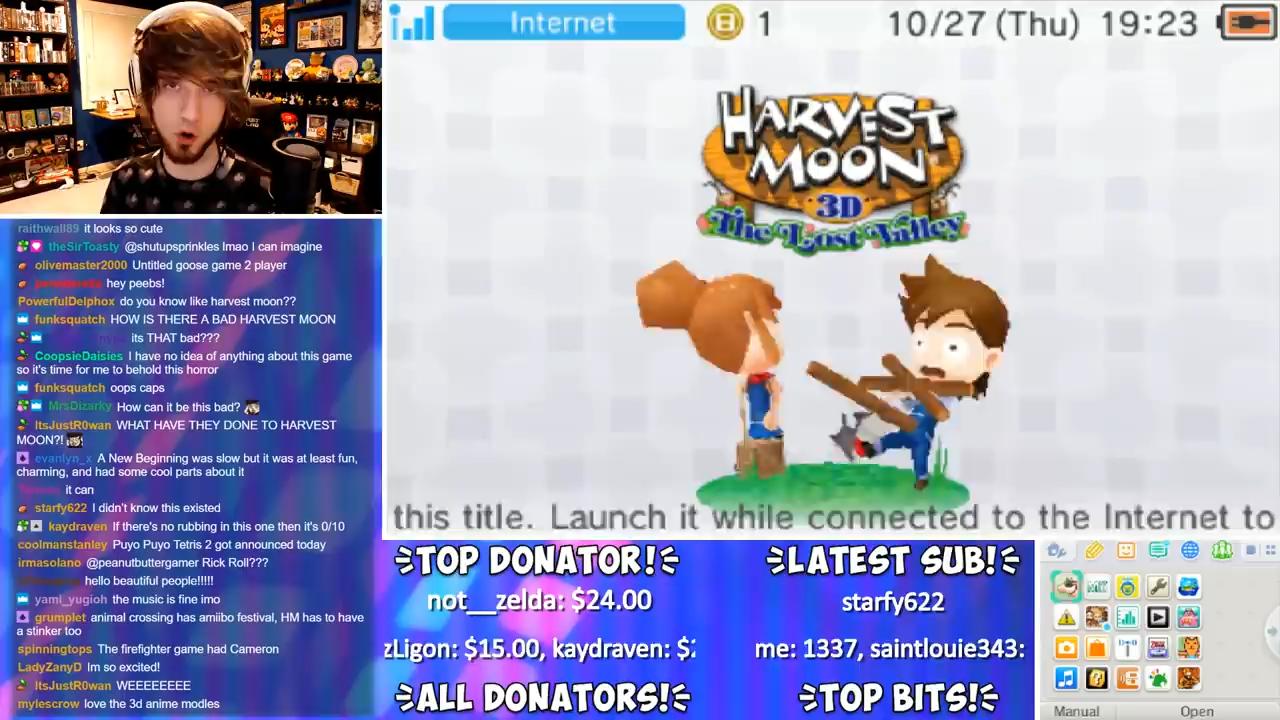 Internet
1
10/27 (Thu) 19:23
HARVEST
MOON
3D
The Lost Valley
this title. Launch it while connected to the Internet to
raithwall89 it looks so cute
theSirToasty @shutupsprinkles lmao I can imagine
olivemaster2000 Untitled goose game 2 player
hey peebs!
PowerfulDelphox do you know like harvest moon??
funksquatch HOW IS THERE A BAD HARVEST MOON
its THAT bad???
CoopsieDaisies I have no idea of anything about this game
so it's time for me to behold this horror
funksquatch oops caps
MrsDizarky How can it be this bad?
ItsJustR0wan WHAT HAVE THEY DONE TO HARVEST
MOON?!
evanlyn_x A New Beginning was slow but it was at least fun,
charming, and had some cool parts about it
it can
starfy622 I didn't know this existed
kaydraven If there's no rubbing in this one then it's 0/10
coolmanstanley Puyo Puyo Tetris 2 got announced today
irmasolano @peanutbuttergamer Rick Roll???
hello beautiful people!!!!!
yami_yugioh the music is fine imo
grumplet animal crossing has amiibo festival, HM has to have
a stinker too
spinningtops The firefighter game had Cameron
LadyZanyD Im so excited!
ItsJustR0wan WEEEEEEEE
mylescrow love the 3d anime modles
TOP DONATOR!
not__zelda: $24.00
zLigon: $15.00, kaydraven: $2
ALL DONATORS!
LATEST SUB!
starfy622
me: 1337, saintlouie343:
TOP BITS!
Manual
Open